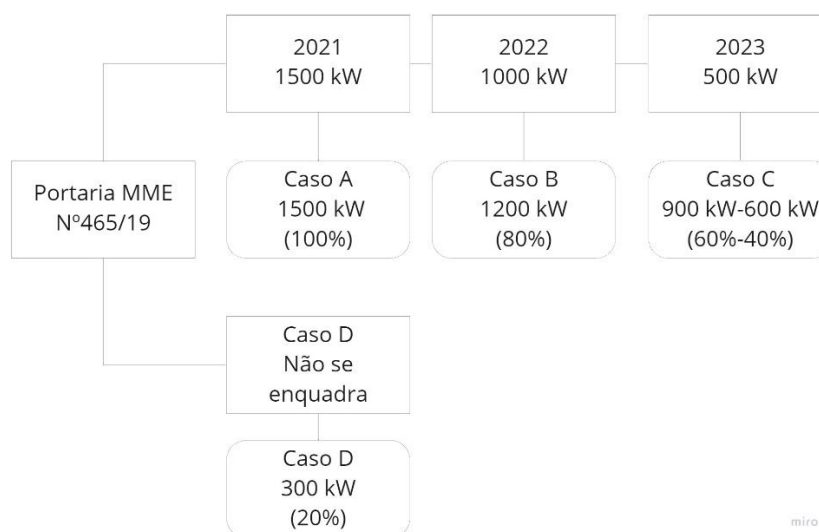 2021
1500 kW
2022
1000 kW
2023
500 kW
Portaria MME
Nº465/19
Caso A
1500 kW
(100%)
Caso B
1200 kW
(80%)
Caso C
900 kW-600 kW
(60%-40%)
Caso D
Não se
enquadra
Caso D
300 kW
(20%)
miro